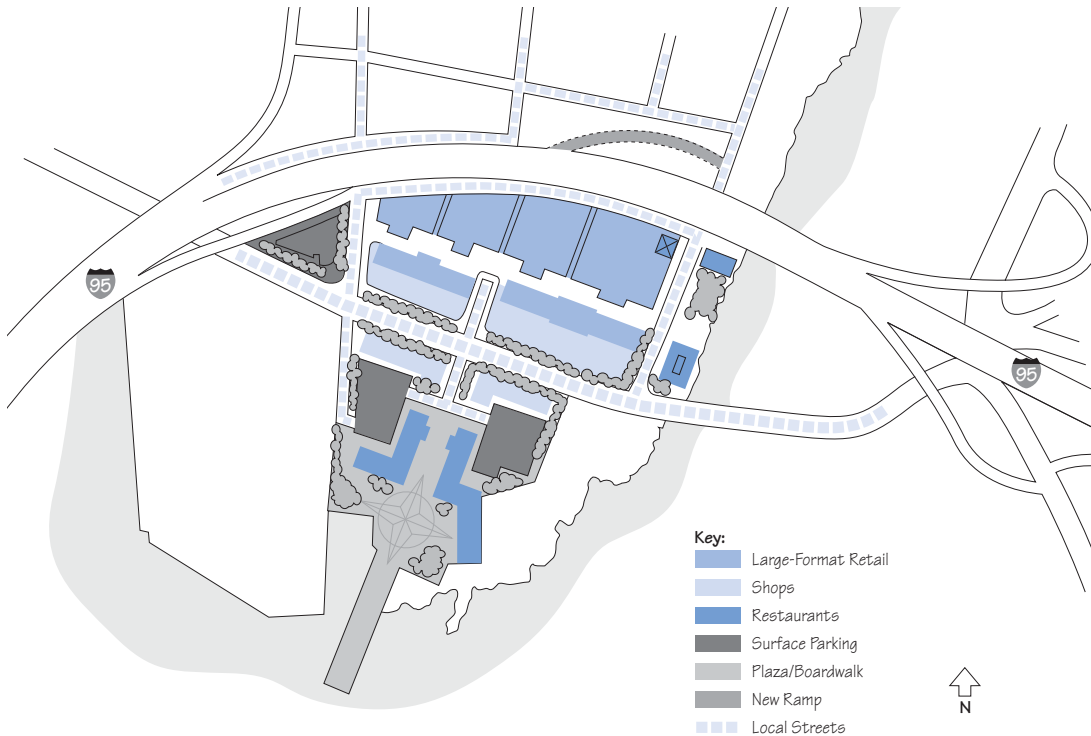 95
95
Key:
Large-Format Retail
Shops
Restaurants
Surface Parking
Plaza/Boardwalk
New Ramp
Local Streets
N